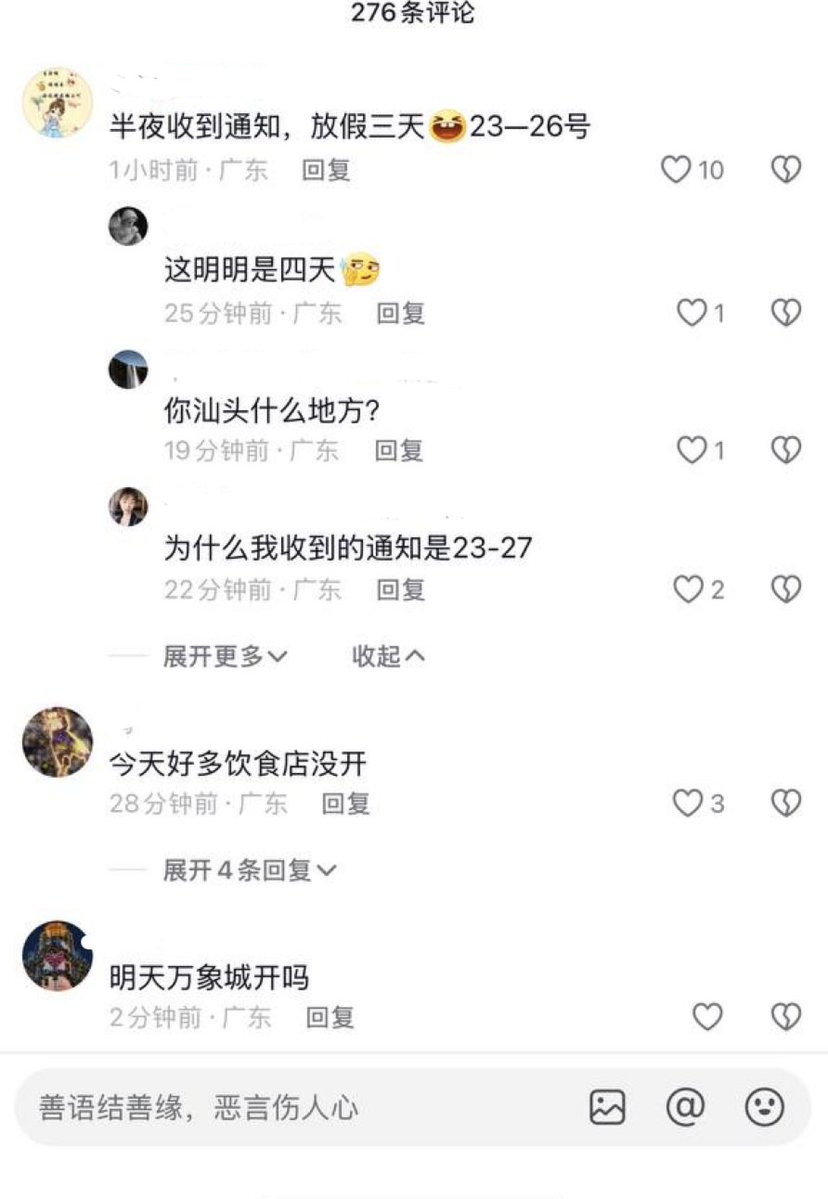 276条评论
半夜收到通知，放假三天😆23—26号
1小时前·广东 回复 10
这明明是四天
25分钟前·广东 回复 1
你汕头什么地方?
19分钟前·广东 回复 1
为什么我收到的通知是23-27
22分钟前·广东 回复 2
展开更多 收起
今天好多饮食店没开
28分钟前·广东 回复 3
展开4条回复
明天万象城开吗
2分钟前·广东 回复
善语结善缘，恶言伤人心 @